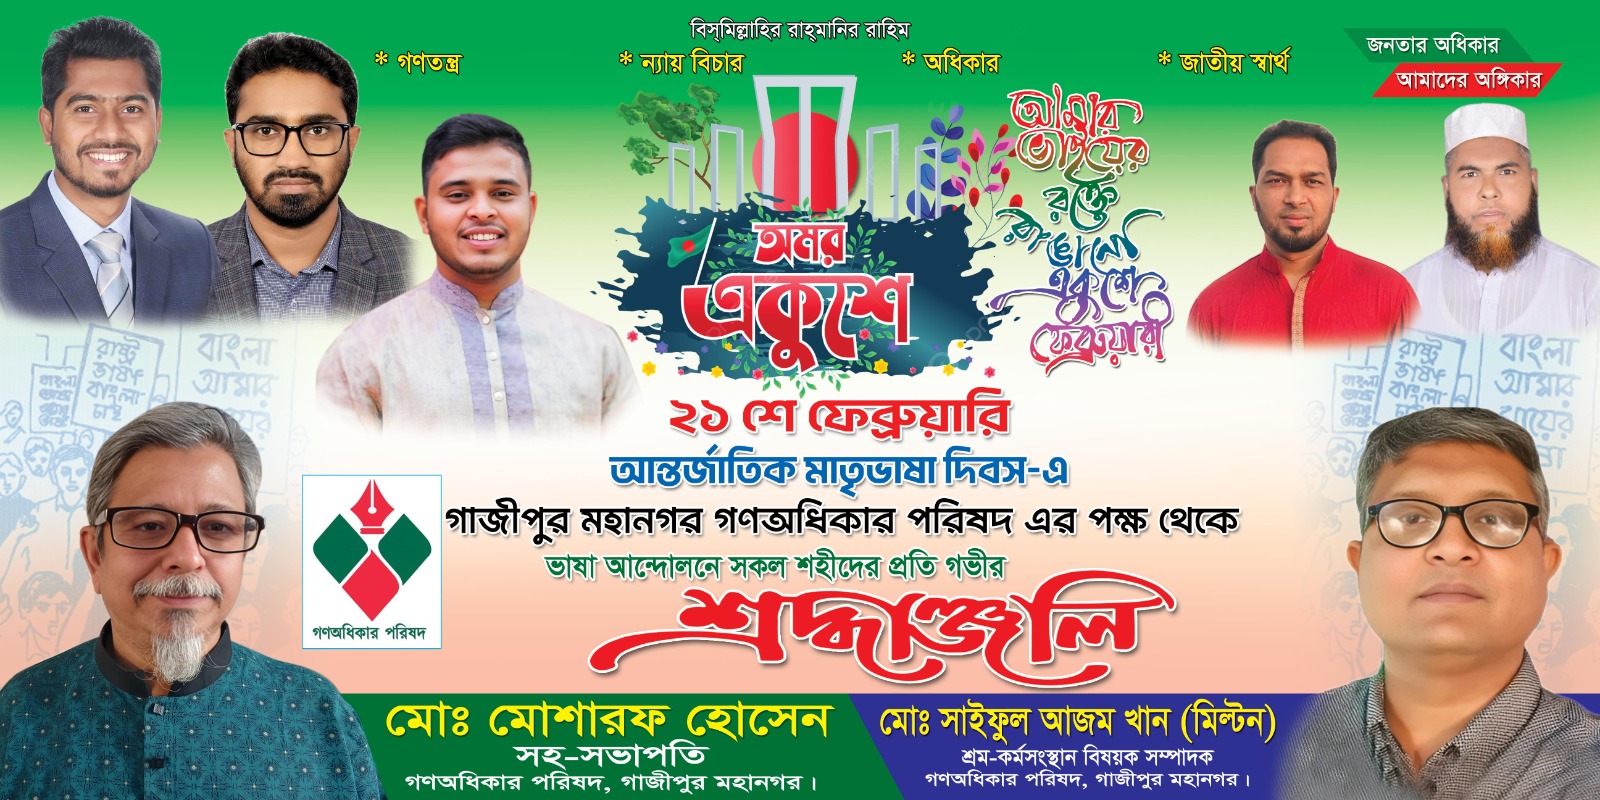 বিস্‌মিল্লাহির রাহ্‌মানির রাহিম
* গণতন্ত্র * ন্যায় বিচার * অধিকার * জাতীয় স্বার্থ
জনতার অধিকার
আমাদের অঙ্গিকার
আমার
ভাইয়ের
রক্তে
রাঙানো
একুশে
ফেব্রুয়ারী
অমর
একুশে
রাষ্ট্র
ভাষা
বাংলা
চাই
বাংলা
আমার
রাষ্ট্র
ভাষা
বাংলা
চাই
বাংলা
আমার
মায়ের
ভাষা
২১ শে ফেব্রুয়ারি
আন্তর্জাতিক মাতৃভাষা দিবস-এ
গাজীপুর মহানগর গণঅধিকার পরিষদ এর পক্ষ থেকে
ভাষা আন্দোলনে সকল শহীদের প্রতি গভীর
শ্রদ্ধাঞ্জলি
গণঅধিকার পরিষদ
মোঃ মোশারফ হোসেন
সহ-সভাপতি
গণঅধিকার পরিষদ, গাজীপুর মহানগর।
মোঃ সাইফুল আজম খান (মিল্টন)
শ্রম-কর্মসংস্থান বিষয়ক সম্পাদক
গণঅধিকার পরিষদ, গাজীপুর মহানগর।